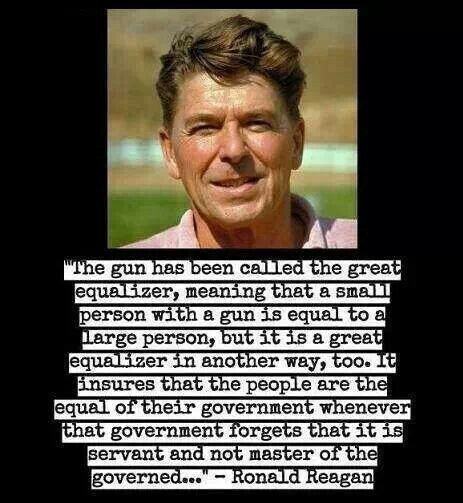 "The gun has been called the great
equalizer, meaning that a small
person with a gun is equal to a
large person, but it is a great
equalizer in another way, too. It
insures that the people are the
equal of their government whenever
that government forgets that it is
servant and not master of the
governed..." - Ronald Reagan